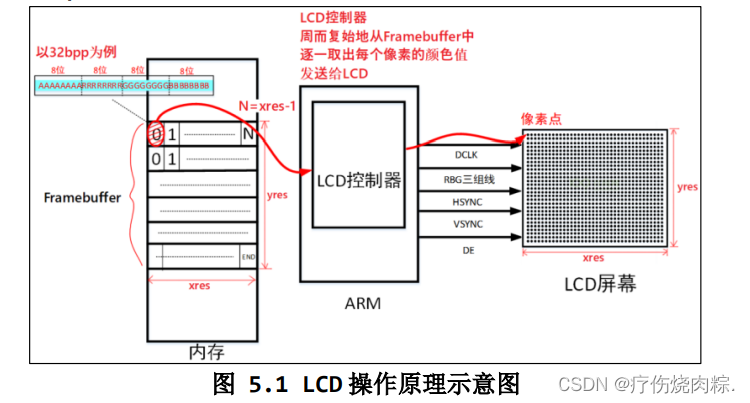 LCD控制器
周而复始地从Framebuffer中
逐一取出每个像素的颜色值
发送给LCD
以32bpp为例
8位 8位 8位 8位
AAAAAAAARRRRRRRRGGGGGGGGBBBBBBBB
N=xres-1
像素点
0 1 N
0 1
Framebuffer
yres
END
xres
内存
LCD控制器
ARM
DCLK
RBG三组线
HSYNC
VSYNC
DE
yres
xres
LCD屏幕
图 5.1 LCD 操作原理示意图
CSDN @疗伤烧肉粽.